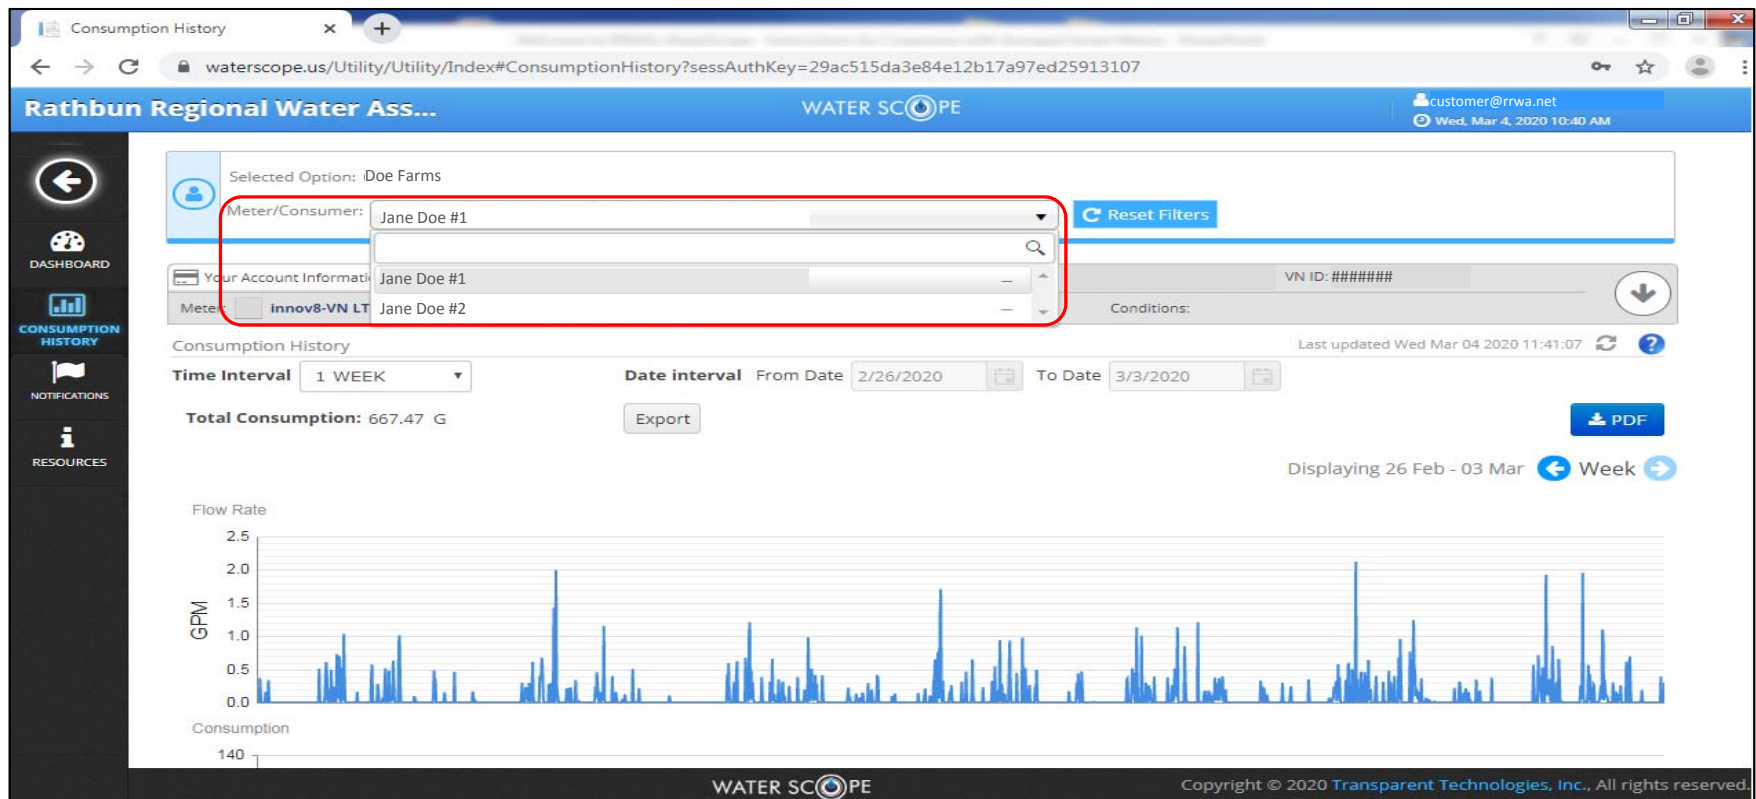 Consumption History
waterscope.us/Utility/Utility/Index#ConsumptionHistory?sessAuthKey=29ac515da3e84e12b17a97ed25913107
Rathbun Regional Water Ass...
WATER SCOPE
customer@rrwa.net
Wed, Mar 4, 2020 10:40 AM
Selected Option: Doe Farms
Meter/Consumer: Jane Doe #1
Reset Filters
Jane Doe #1
Jane Doe #2
DASHBOARD
CONSUMPTION
HISTORY
NOTIFICATIONS
RESOURCES
Your Account Informati
VN ID: #######
Meter: innov8-VN LT
Conditions:
Consumption History
Last updated Wed Mar 04 2020 11:41:07
Time Interval 1 WEEK
Date interval From Date 2/26/2020 To Date 3/3/2020
Total Consumption: 667.47 G
Export
PDF
Displaying 26 Feb - 03 Mar Week
Flow Rate
GPM
2.5
2.0
1.5
1.0
0.5
0.0
Consumption
140
WATER SCOPE
Copyright © 2020 Transparent Technologies, Inc., All rights reserved.